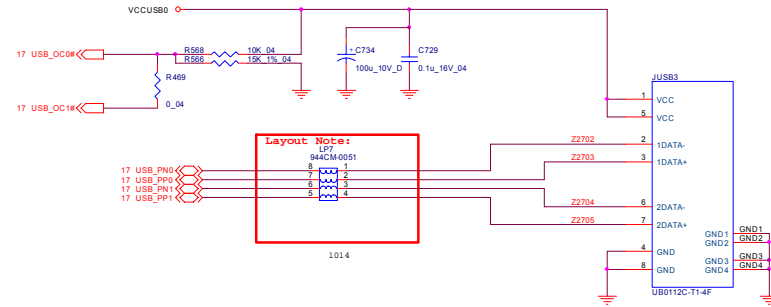 VCCUSB0
17 USB_OC0#
R568 10K_04
R566 15K_1%_04
R469
0_04
17 USB_OC1#
+ C734
100u_10V_D
C729
0.1u_16V_04
JUSB3
1 VCC
5 VCC
Layout Note:
LP7
944CM-0051
17 USB_PN0 8 1 Z2702 2 1DATA-
17 USB_PP0 7 2 Z2703 3 1DATA+
17 USB_PN1 6 3 Z2704 6 2DATA-
17 USB_PP1 5 4 Z2705 7 2DATA+
GND1 GND1
GND2 GND2
4 GND
GND3 GND3
8 GND
GND4 GND4
1014
UB0112C-T1-4F